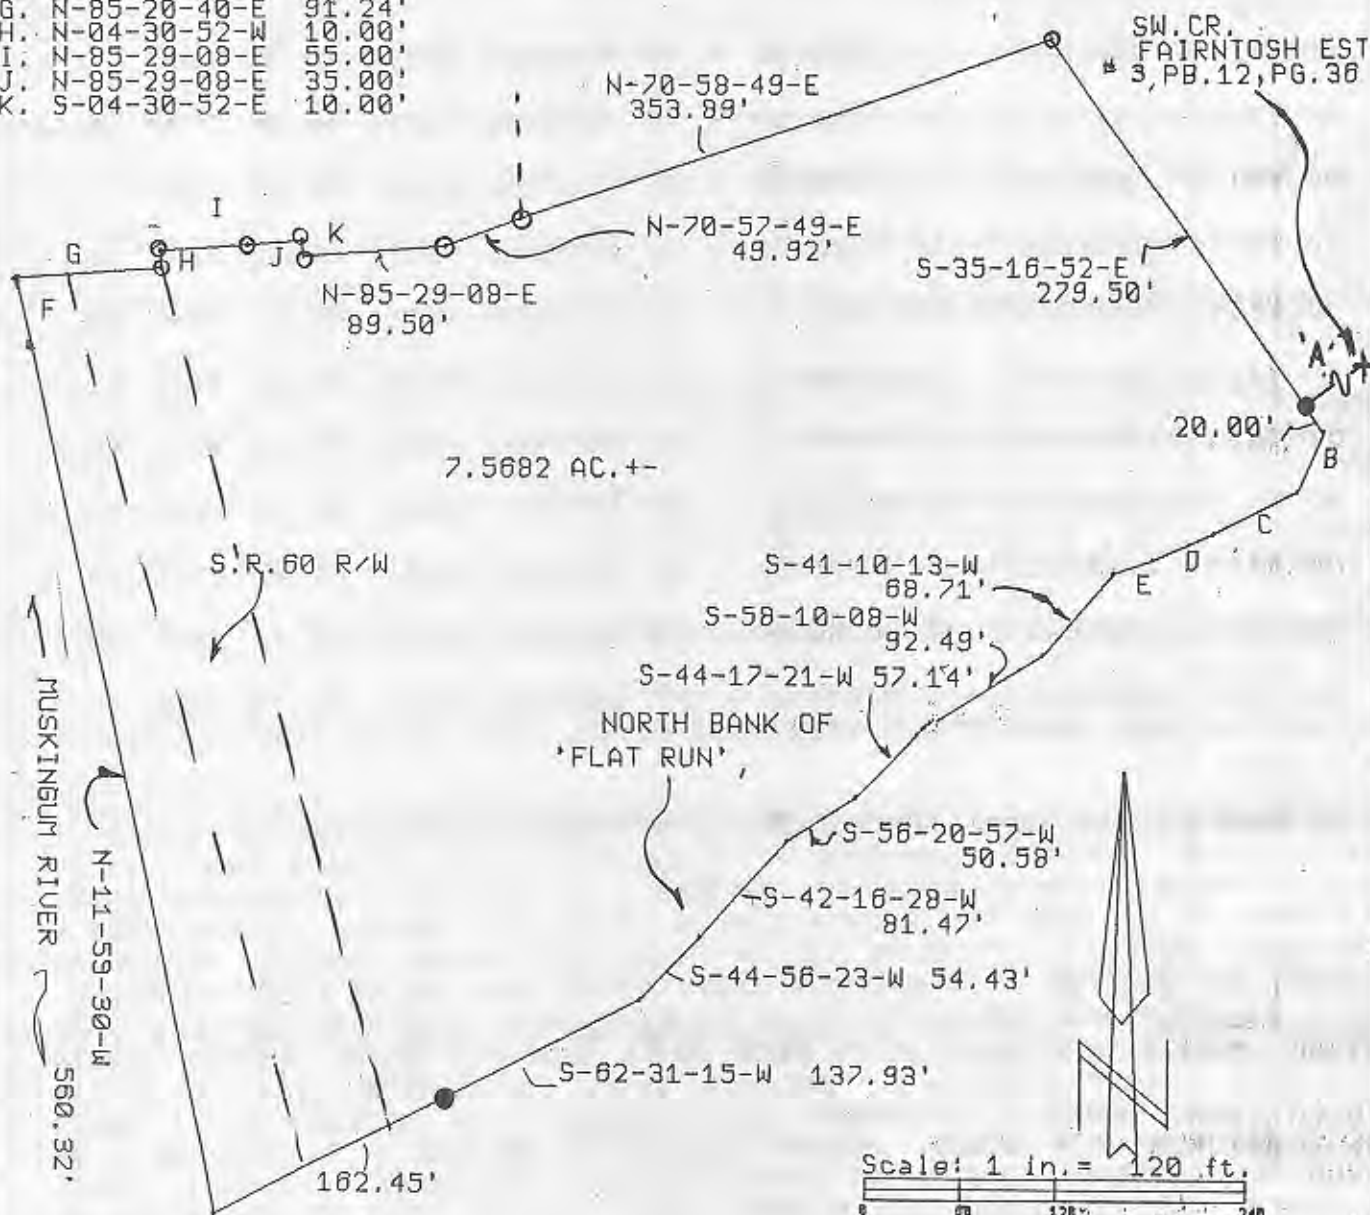 G. N-85-20-40-E 91.24'
H. N-04-30-52-W 10.00'
I. N-85-29-08-E 55.00'
J. N-85-29-08-E 35.00'
K. S-04-30-52-E 10.00'
SW.CR.
FAIRNTOSH EST
# 3,PB.12,PG.36
N-70-58-49-E
353.89'
I
K
N-70-57-49-E
49.92'
G
H
J
S-35-16-52-E
279.50'
F
N-85-29-08-E
89.50'
'A'
20.00'
B
7.5682 AC.+-
C
D
E
S.R.60 R/W
S-41-10-13-W
68.71'
S-58-10-08-W
92.49'
S-44-17-21-W 57.14'
NORTH BANK OF
'FLAT RUN'
MUSKINGUM RIVER
N-11-59-30-W
560.32'
S-56-20-57-W
50.58'
S-42-16-28-W
81.47'
S-44-56-23-W 54.43'
S-62-31-15-W 137.93'
162.45'
N
Scale: 1 in.= 120 ft.
0 60 120 240